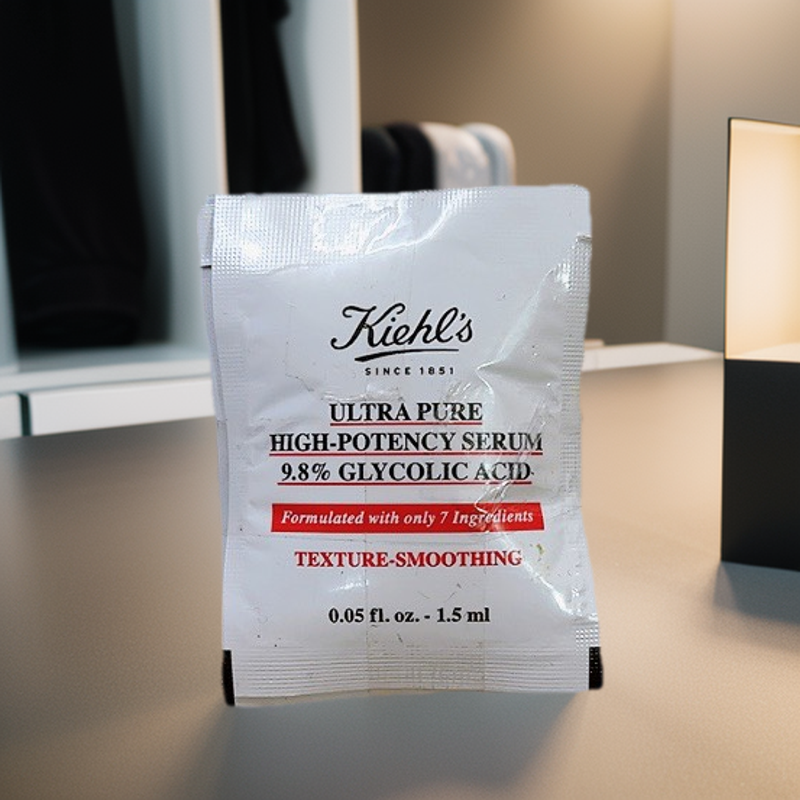 Kiehl's
SINCE 1851
ULTRA PURE
HIGH-POTENCY SERUM
9.8% GLYCOLIC ACID
Formulated with only 7 Ingredients
TEXTURE-SMOOTHING
0.05 fl. oz. - 1.5 ml